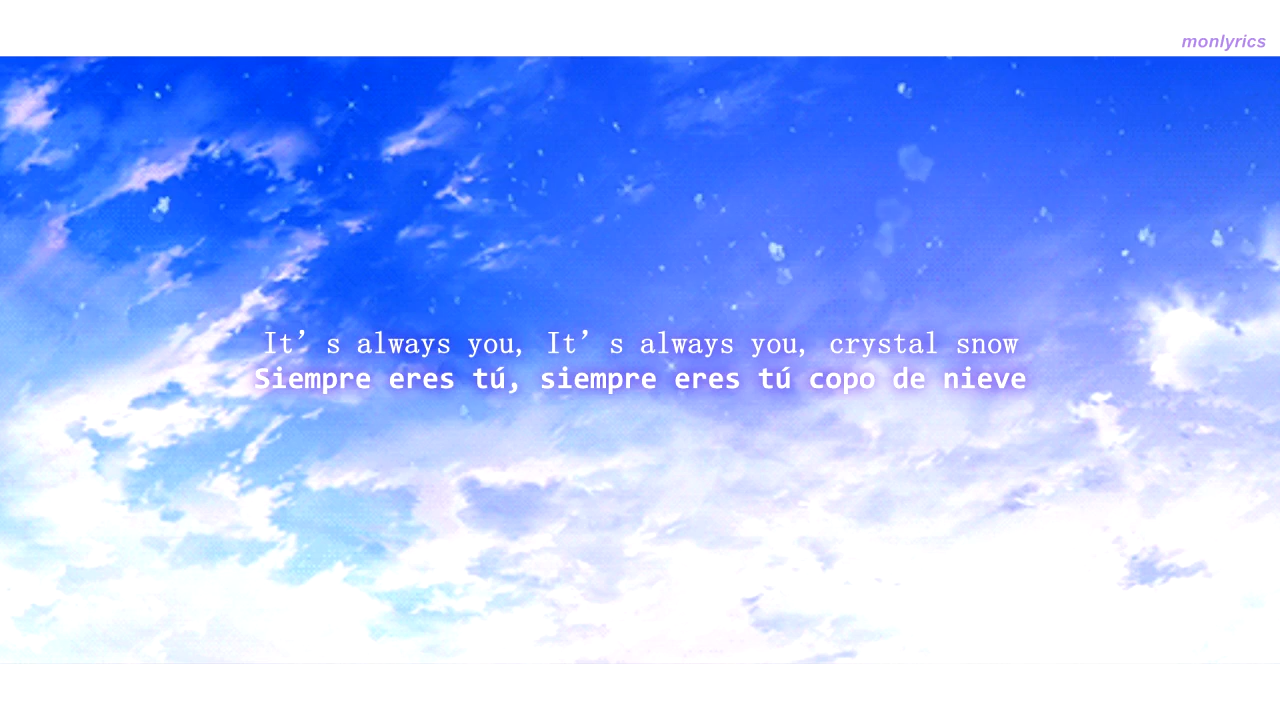 monlyrics
It’s always you, It’s always you, crystal snow
Siempre eres tú, siempre eres tú copo de nieve